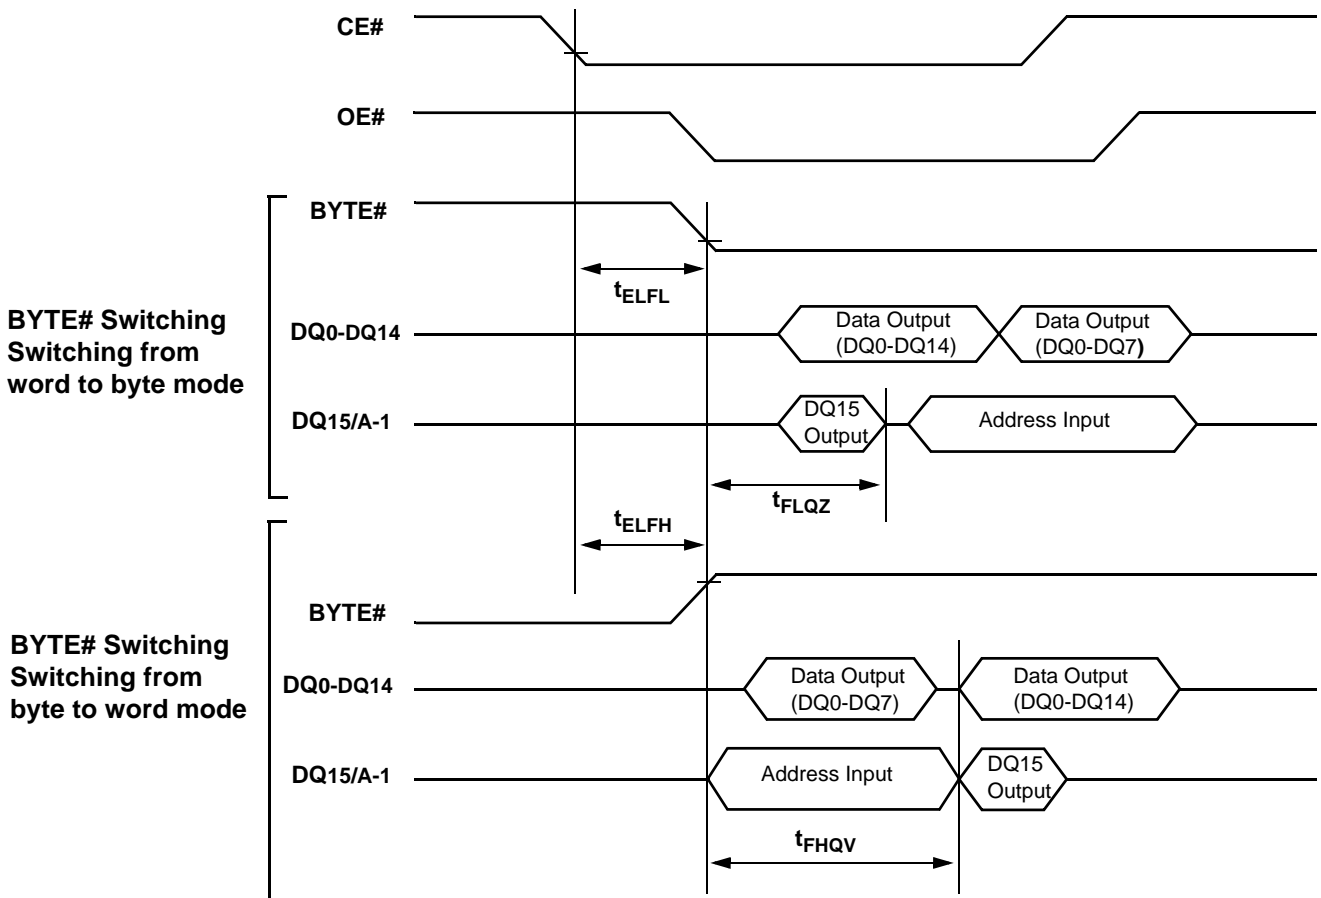 CE#
OE#
BYTE#
tELFL
BYTE# Switching
Switching from
word to byte mode
DQ0-DQ14
Data Output
(DQ0-DQ14)
Data Output
(DQ0-DQ7)
DQ15/A-1
DQ15
Output
Address Input
tFLQZ
tELFH
BYTE#
BYTE# Switching
Switching from
byte to word mode
DQ0-DQ14
Data Output
(DQ0-DQ7)
Data Output
(DQ0-DQ14)
DQ15/A-1
Address Input
DQ15
Output
tFHQV